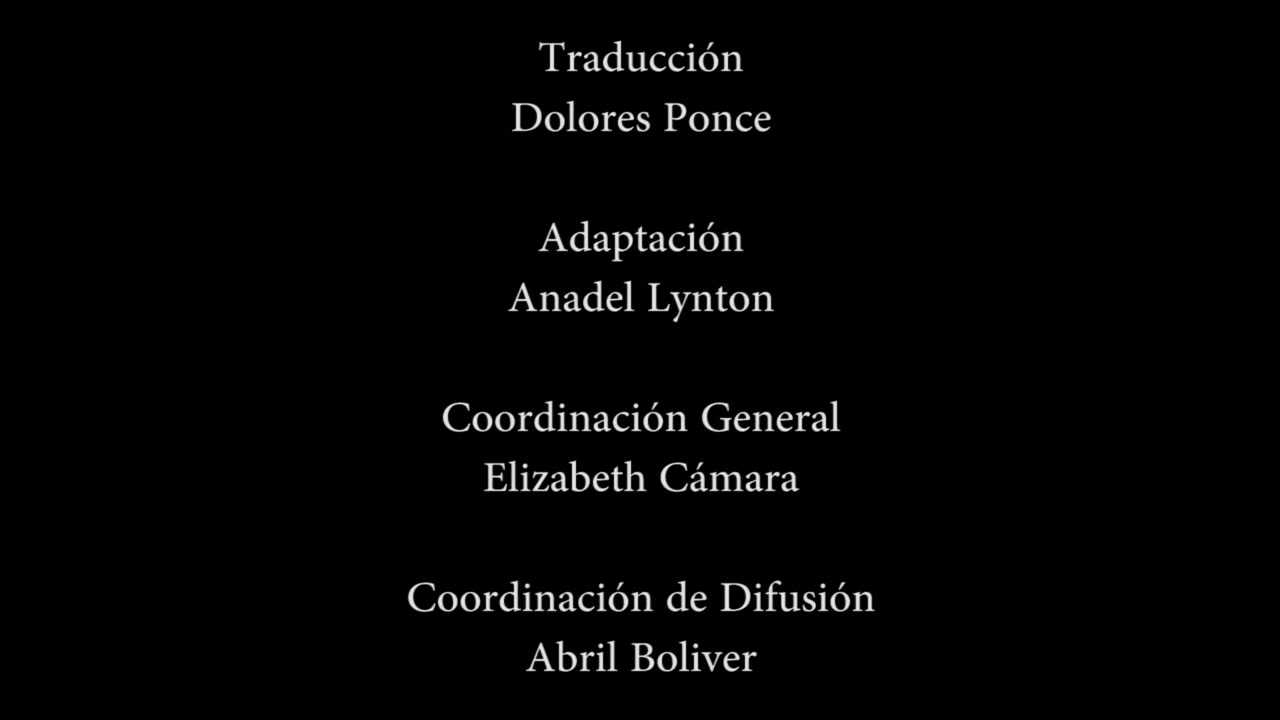 Traducción
Dolores Ponce
Adaptación
Anadel Lynton
Coordinación General
Elizabeth Cámara
Coordinación de Difusión
Abril Boliver